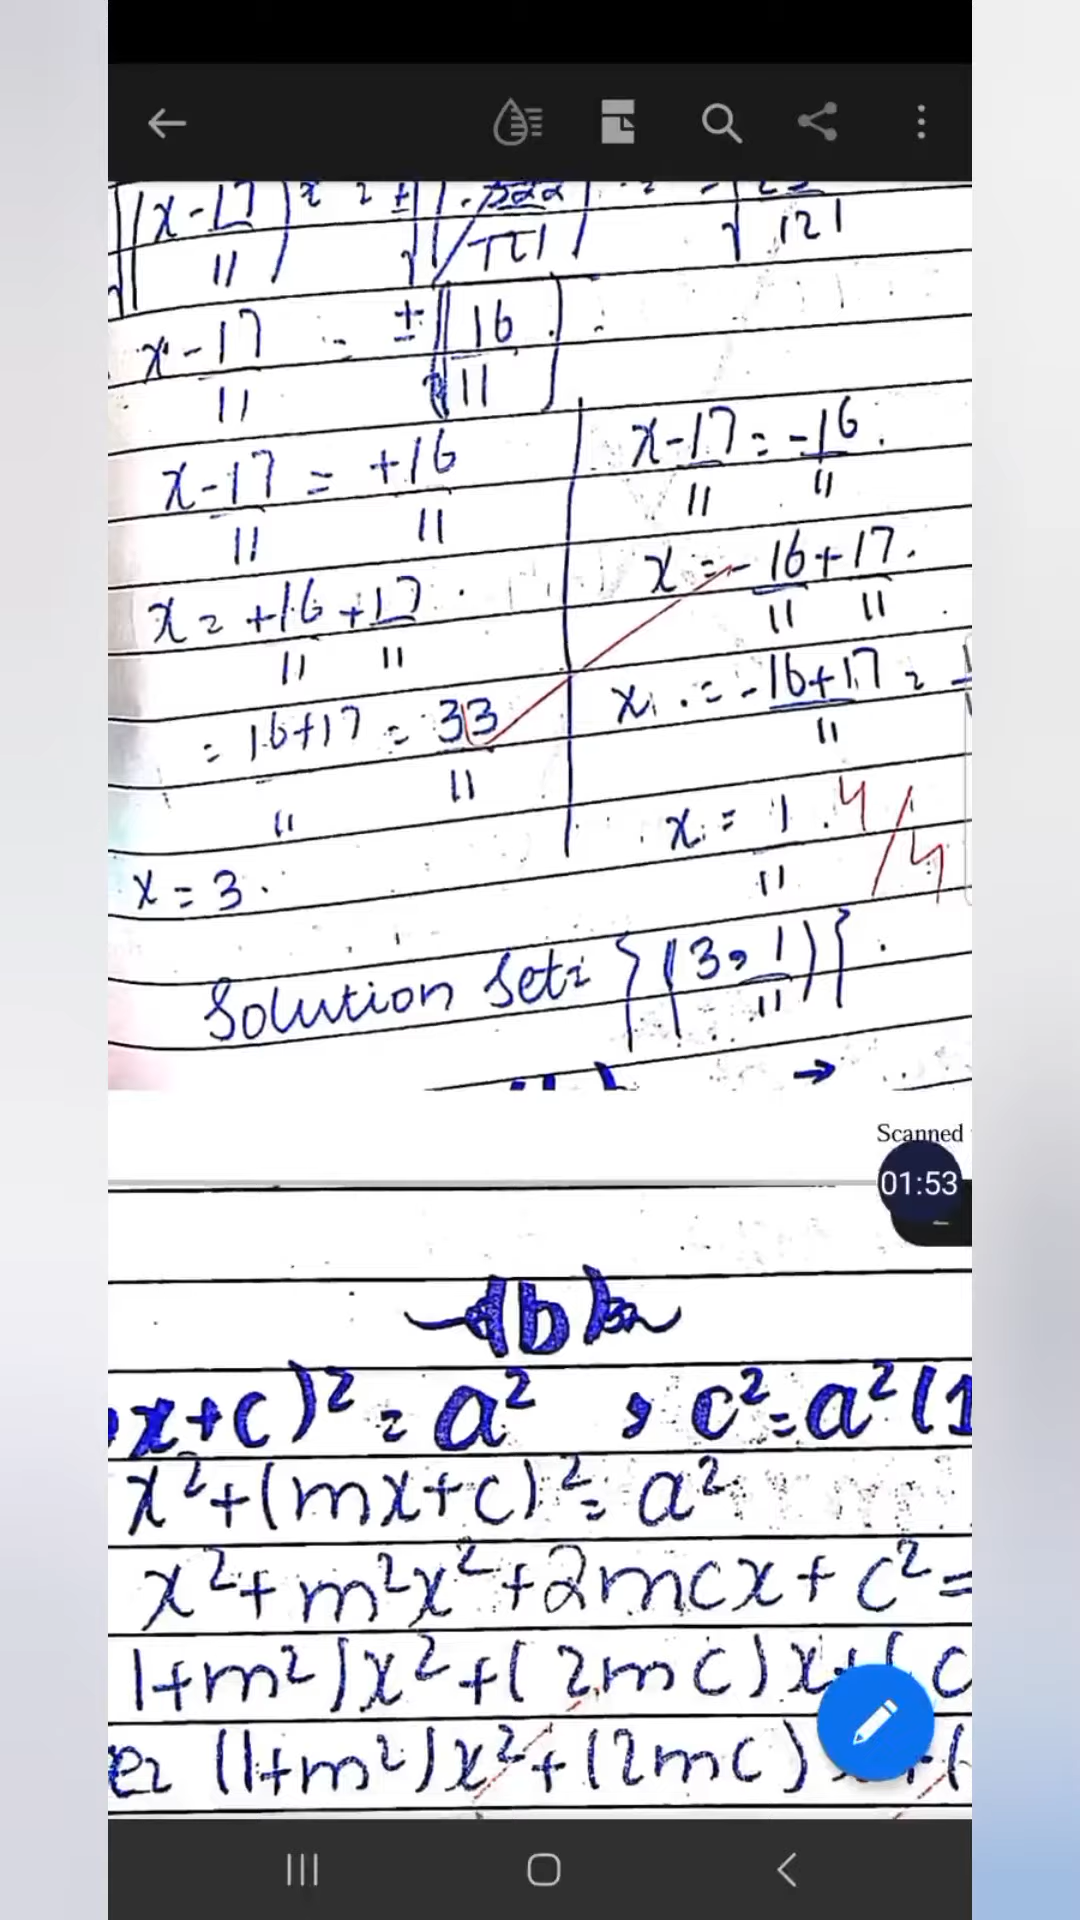 x - 17/11 = ± √(16/11)
x - 17/11 = +16/11
x = +16/11 + 17/11
= 16+17/11 = 33/11
x = 3.
x - 17/11 = -16/11
x = -16/11 + 17/11
x = -16+17/11 =
x = 1/11
4/4
Solution Set = {(3, 1/11)}
Scanned
01:53
(b)
x+c)² = a² , c² = a²(1
x²+(mx+c)² = a²
x²+m²x²+2mcx+c² =
1+m²)x²+(2mc)x+(c
(1+m²)x²+(2mc)